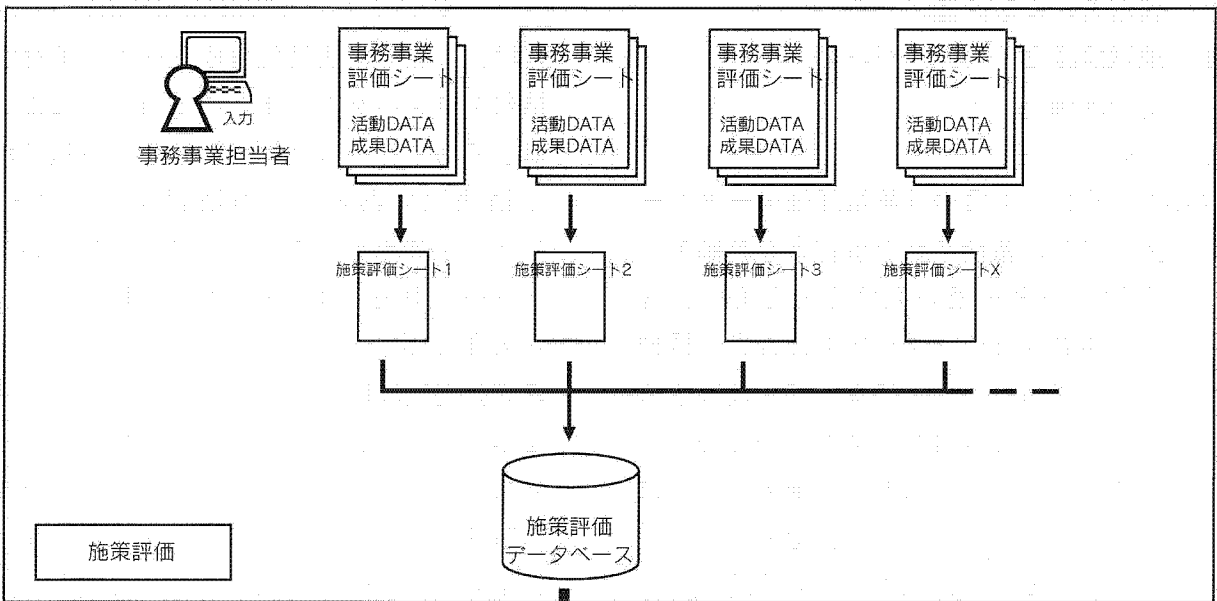 入力
事務事業担当者
事務事業
評価シート
活動DATA
成果DATA
事務事業
評価シート
活動DATA
成果DATA
事務事業
評価シート
活動DATA
成果DATA
事務事業
評価シート
活動DATA
成果DATA
施策評価シート1
施策評価シート2
施策評価シート3
施策評価シートX
施策評価
データベース
施策評価